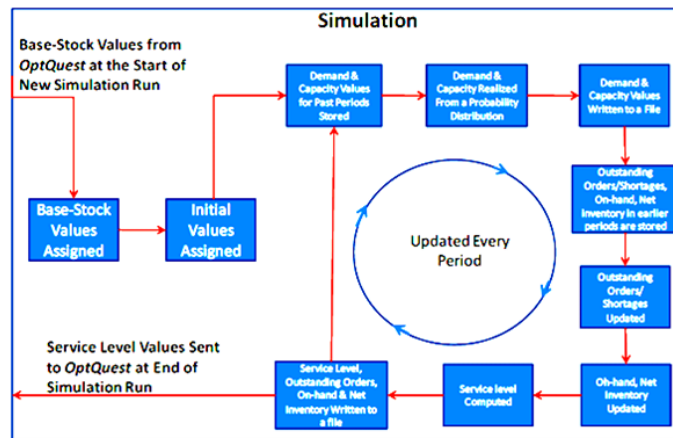 Simulation
Base-Stock Values from
OptQuest at the Start of
New Simulation Run
Demand &
Capacity Values
for Past Periods
Stored
Demand &
Capacity Realized
From a Probability
Distribution
Demand &
Capacity Values
Written to a File
Base-Stock
Values
Assigned
Initial
Values
Assigned
Outstanding
Orders/Shortages,
On-hand, Net
Inventory in earlier
periods are stored
Updated Every
Period
Outstanding
Orders/
Shortages
Updated
Service Level Values Sent
to OptQuest at End of
Simulation Run
Service Level,
Outstanding Orders,
On-hand & Net
Inventory Written to
a file
Service level
Computed
Oh-hand, Net
Inventory
Updated